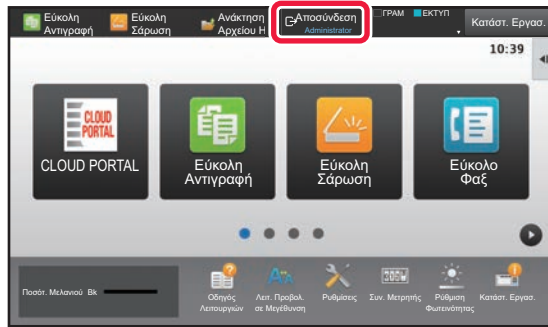 Εύκολη
Αντιγραφή
Εύκολη
Σάρωση
Ανάκτηση
Αρχείου Η
Αποσύνδεση
Administrator
ΓΡΑΜ
ΕΚΤΥΠ
Κατάστ. Εργασ.
10:39
CLOUD
PORTAL
CLOUD PORTAL
Εύκολη
Αντιγραφή
Εύκολη
Σάρωση
Εύκολο
Φαξ
Ποσότ. Μελανιού Bk
Οδηγός
Λειτουργιών
Λειτ. Προβολ.
σε Μεγέθυνση
Ρυθμίσεις
Συν. Μετρητής
Ρύθμιση
Φωτεινότητας
Κατάστ. Εργασ.